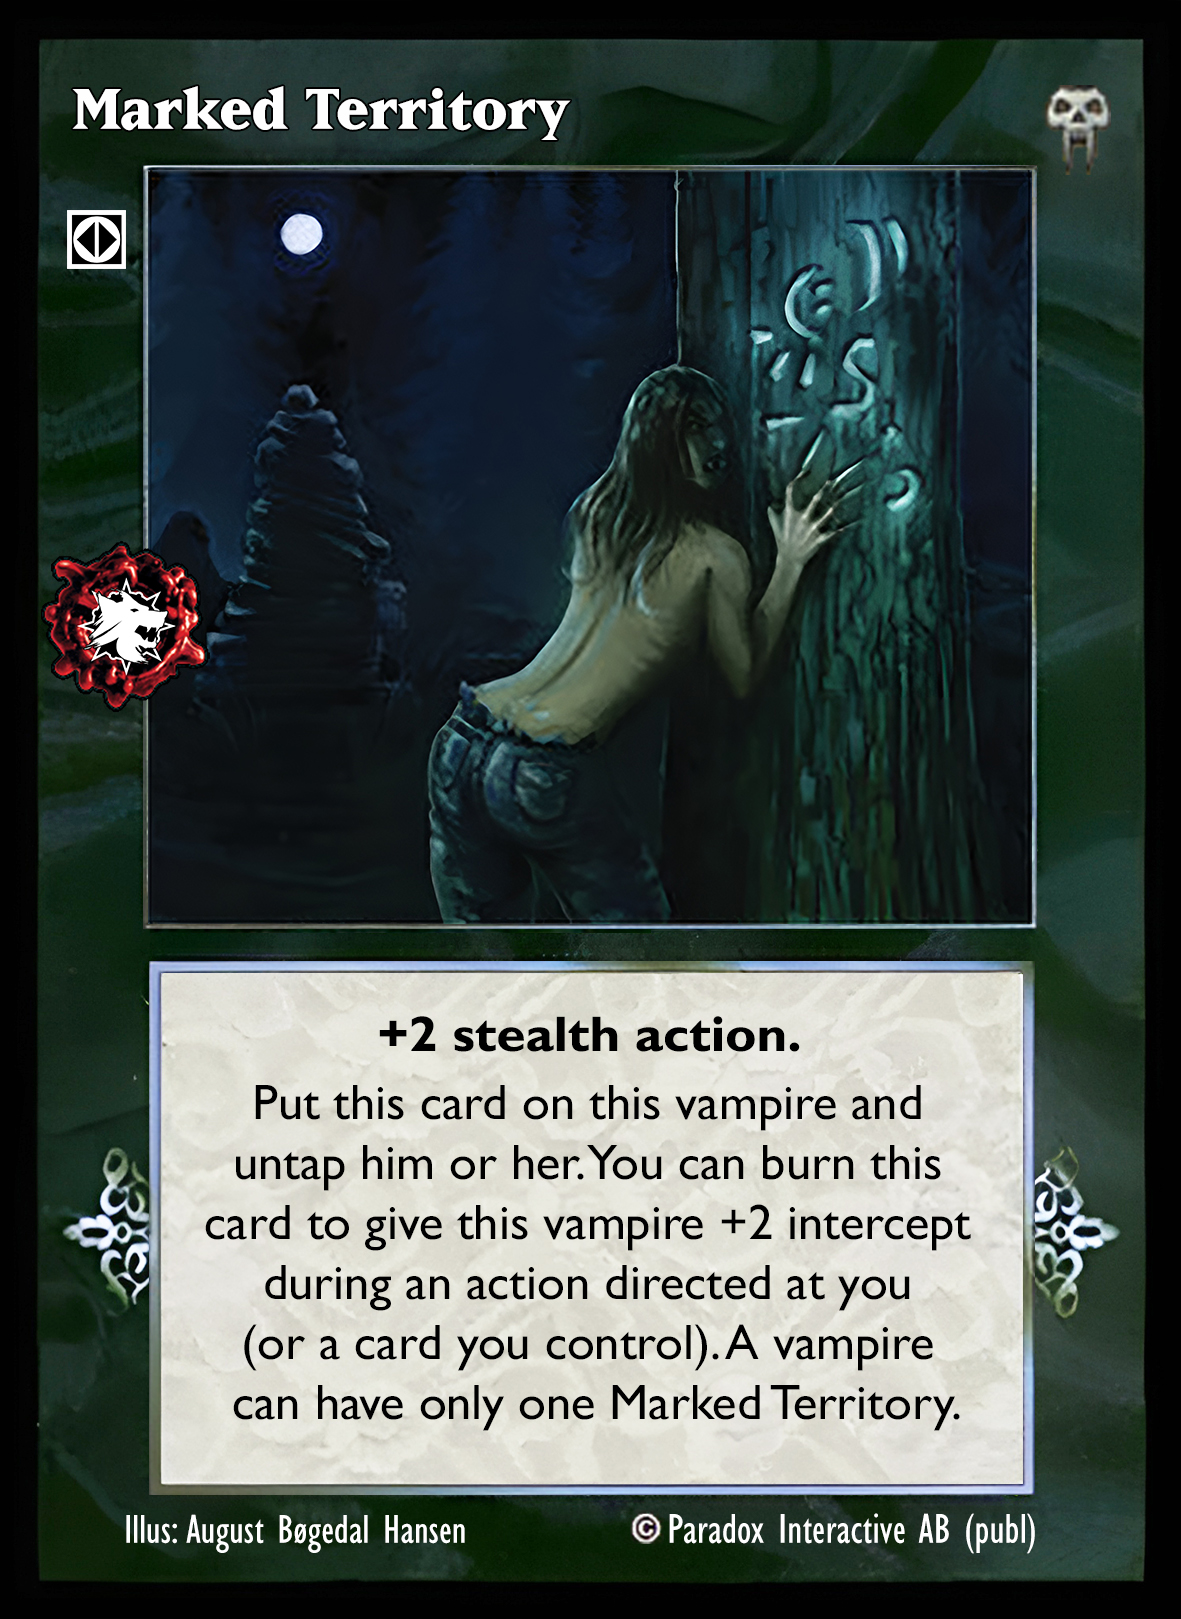 Marked Territory
+2 stealth action.
Put this card on this vampire and
untap him or her. You can burn this
card to give this vampire +2 intercept
during an action directed at you
(or a card you control). A vampire
can have only one Marked Territory.
Illus: August Bøgedal Hansen
© Paradox Interactive AB (publ)